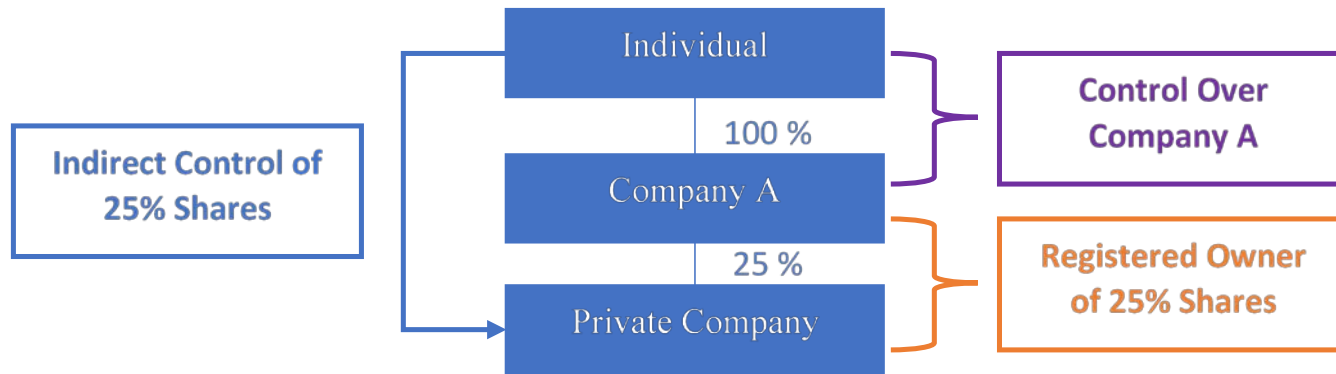 Individual
100 %
Control Over
Company A
Indirect Control of
25% Shares
Company A
25 %
Registered Owner
of 25% Shares
Private Company